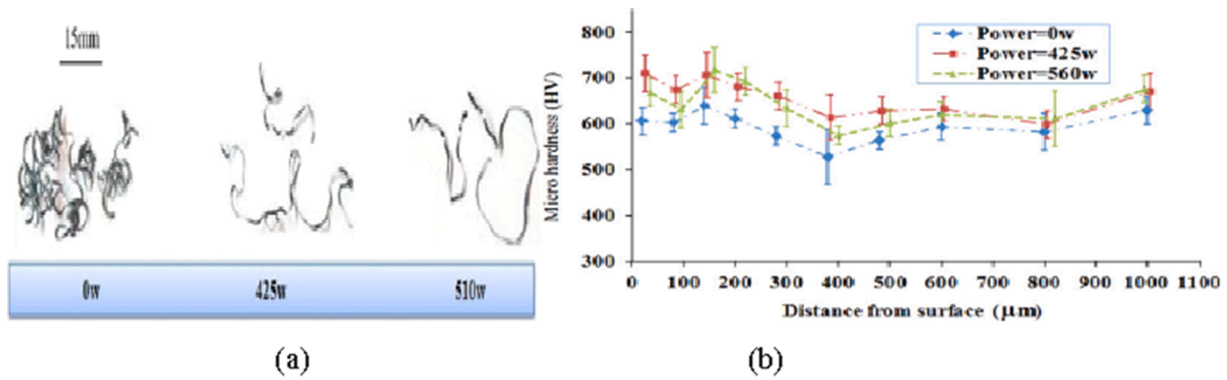 15mm
0w
425w
510w
(a)
800
700
600
500
400
300
Micro hardness (HV)
Power=0w
Power=425w
Power=560w
0 100 200 300 400 500 600 700 800 900 1000 1100
Distance from surface (μm)
(b)